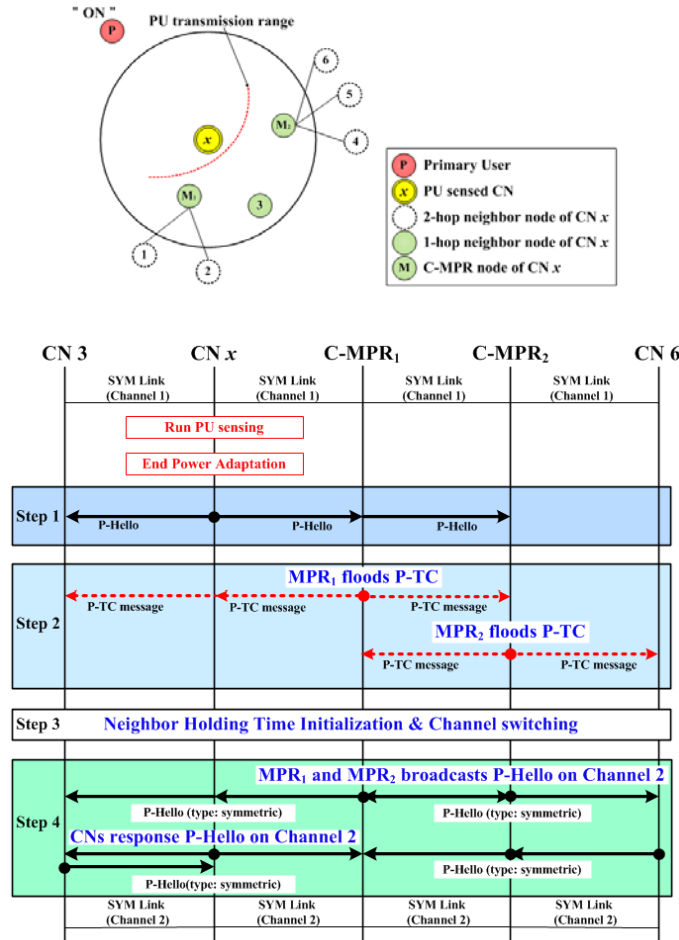 " ON "
P
PU transmission range
6
5
4
M₂
x
M₁
3
1
2
P Primary User
x PU sensed CN
2-hop neighbor node of CN x
1-hop neighbor node of CN x
M C-MPR node of CN x
CN 3 CN x C-MPR₁ C-MPR₂ CN 6
SYM Link SYM Link SYM Link SYM Link
(Channel 1) (Channel 1) (Channel 1) (Channel 1)
Run PU sensing
End Power Adaptation
Step 1
P-Hello P-Hello P-Hello
Step 2
MPR₁ floods P-TC
P-TC message P-TC message P-TC message
MPR₂ floods P-TC
P-TC message P-TC message
Step 3 Neighbor Holding Time Initialization & Channel switching
Step 4
MPR₁ and MPR₂ broadcasts P-Hello on Channel 2
P-Hello (type: symmetric) P-Hello (type: symmetric)
CNs response P-Hello on Channel 2
P-Hello(type: symmetric) P-Hello (type: symmetric)
SYM Link SYM Link SYM Link SYM Link
(Channel 2) (Channel 2) (Channel 2) (Channel 2)